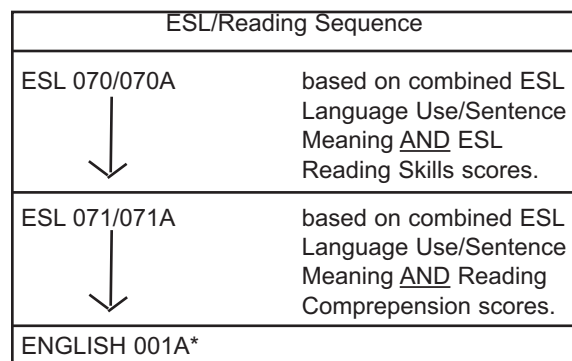 ESL/Reading Sequence
ESL 070/070A based on combined ESL
Language Use/Sentence
Meaning AND ESL
Reading Skills scores.
ESL 071/071A based on combined ESL
Language Use/Sentence
Meaning AND Reading
Comprepension scores.
ENGLISH 001A*